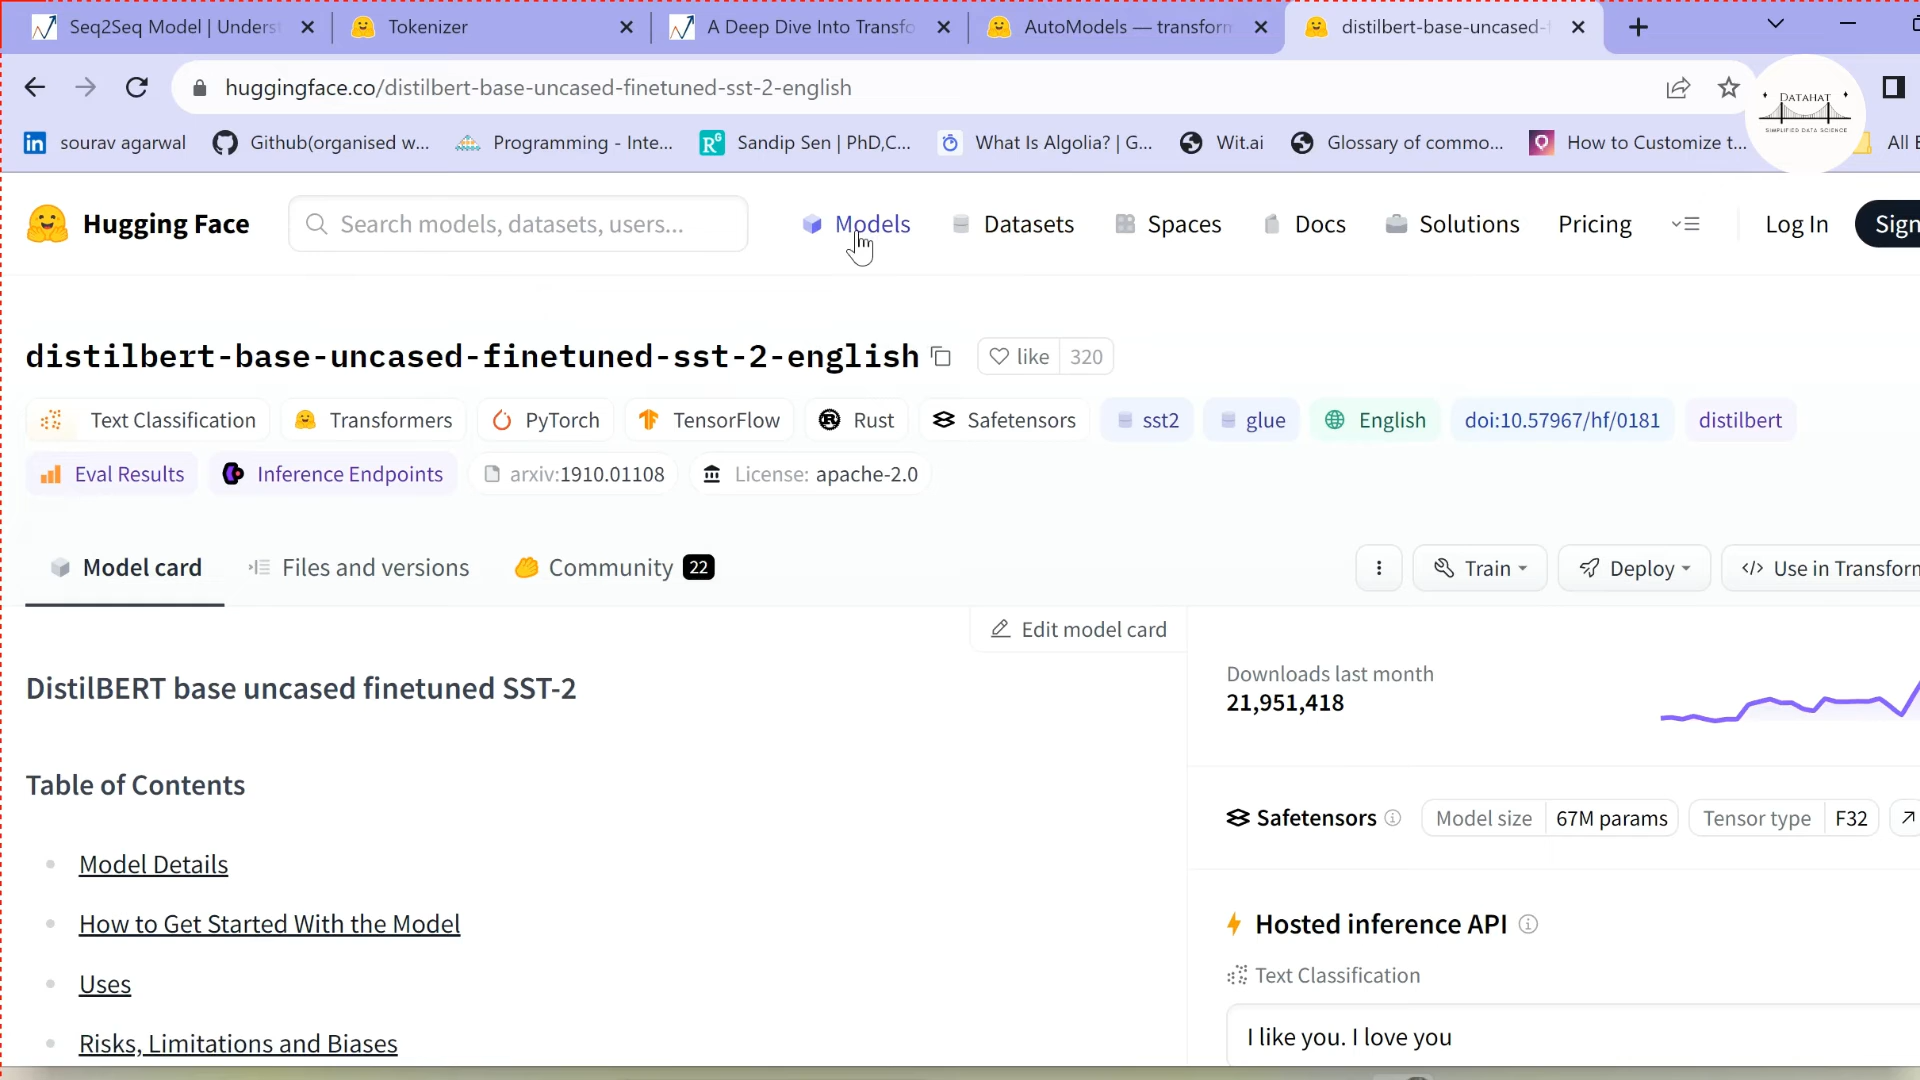 Seq2Seq Model | Underst
Tokenizer
A Deep Dive Into Transfo
AutoModels — transform
distilbert-base-uncased-f
huggingface.co/distilbert-base-uncased-finetuned-sst-2-english
DATAHAT
SIMPLIFIED DATA SCIENCE
sourav agarwal
Github(organised w...
Programming - Inte...
Sandip Sen | PhD,C...
What Is Algolia? | G...
Wit.ai
Glossary of commo...
How to Customize t...
All B
Hugging Face
Search models, datasets, users...
Models
Datasets
Spaces
Docs
Solutions
Pricing
Log In
Sign
distilbert-base-uncased-finetuned-sst-2-english
like 320
Text Classification
Transformers
PyTorch
TensorFlow
Rust
Safetensors
sst2
glue
English
doi:10.57967/hf/0181
distilbert
Eval Results
Inference Endpoints
arxiv:1910.01108
License: apache-2.0
Model card
Files and versions
Community 22
Train
Deploy
</> Use in Transform
Edit model card
DistilBERT base uncased finetuned SST-2
Table of Contents
Model Details
How to Get Started With the Model
Uses
Risks, Limitations and Biases
Downloads last month
21,951,418
Safetensors
Model size 67M params
Tensor type F32
Hosted inference API
Text Classification
I like you. I love you